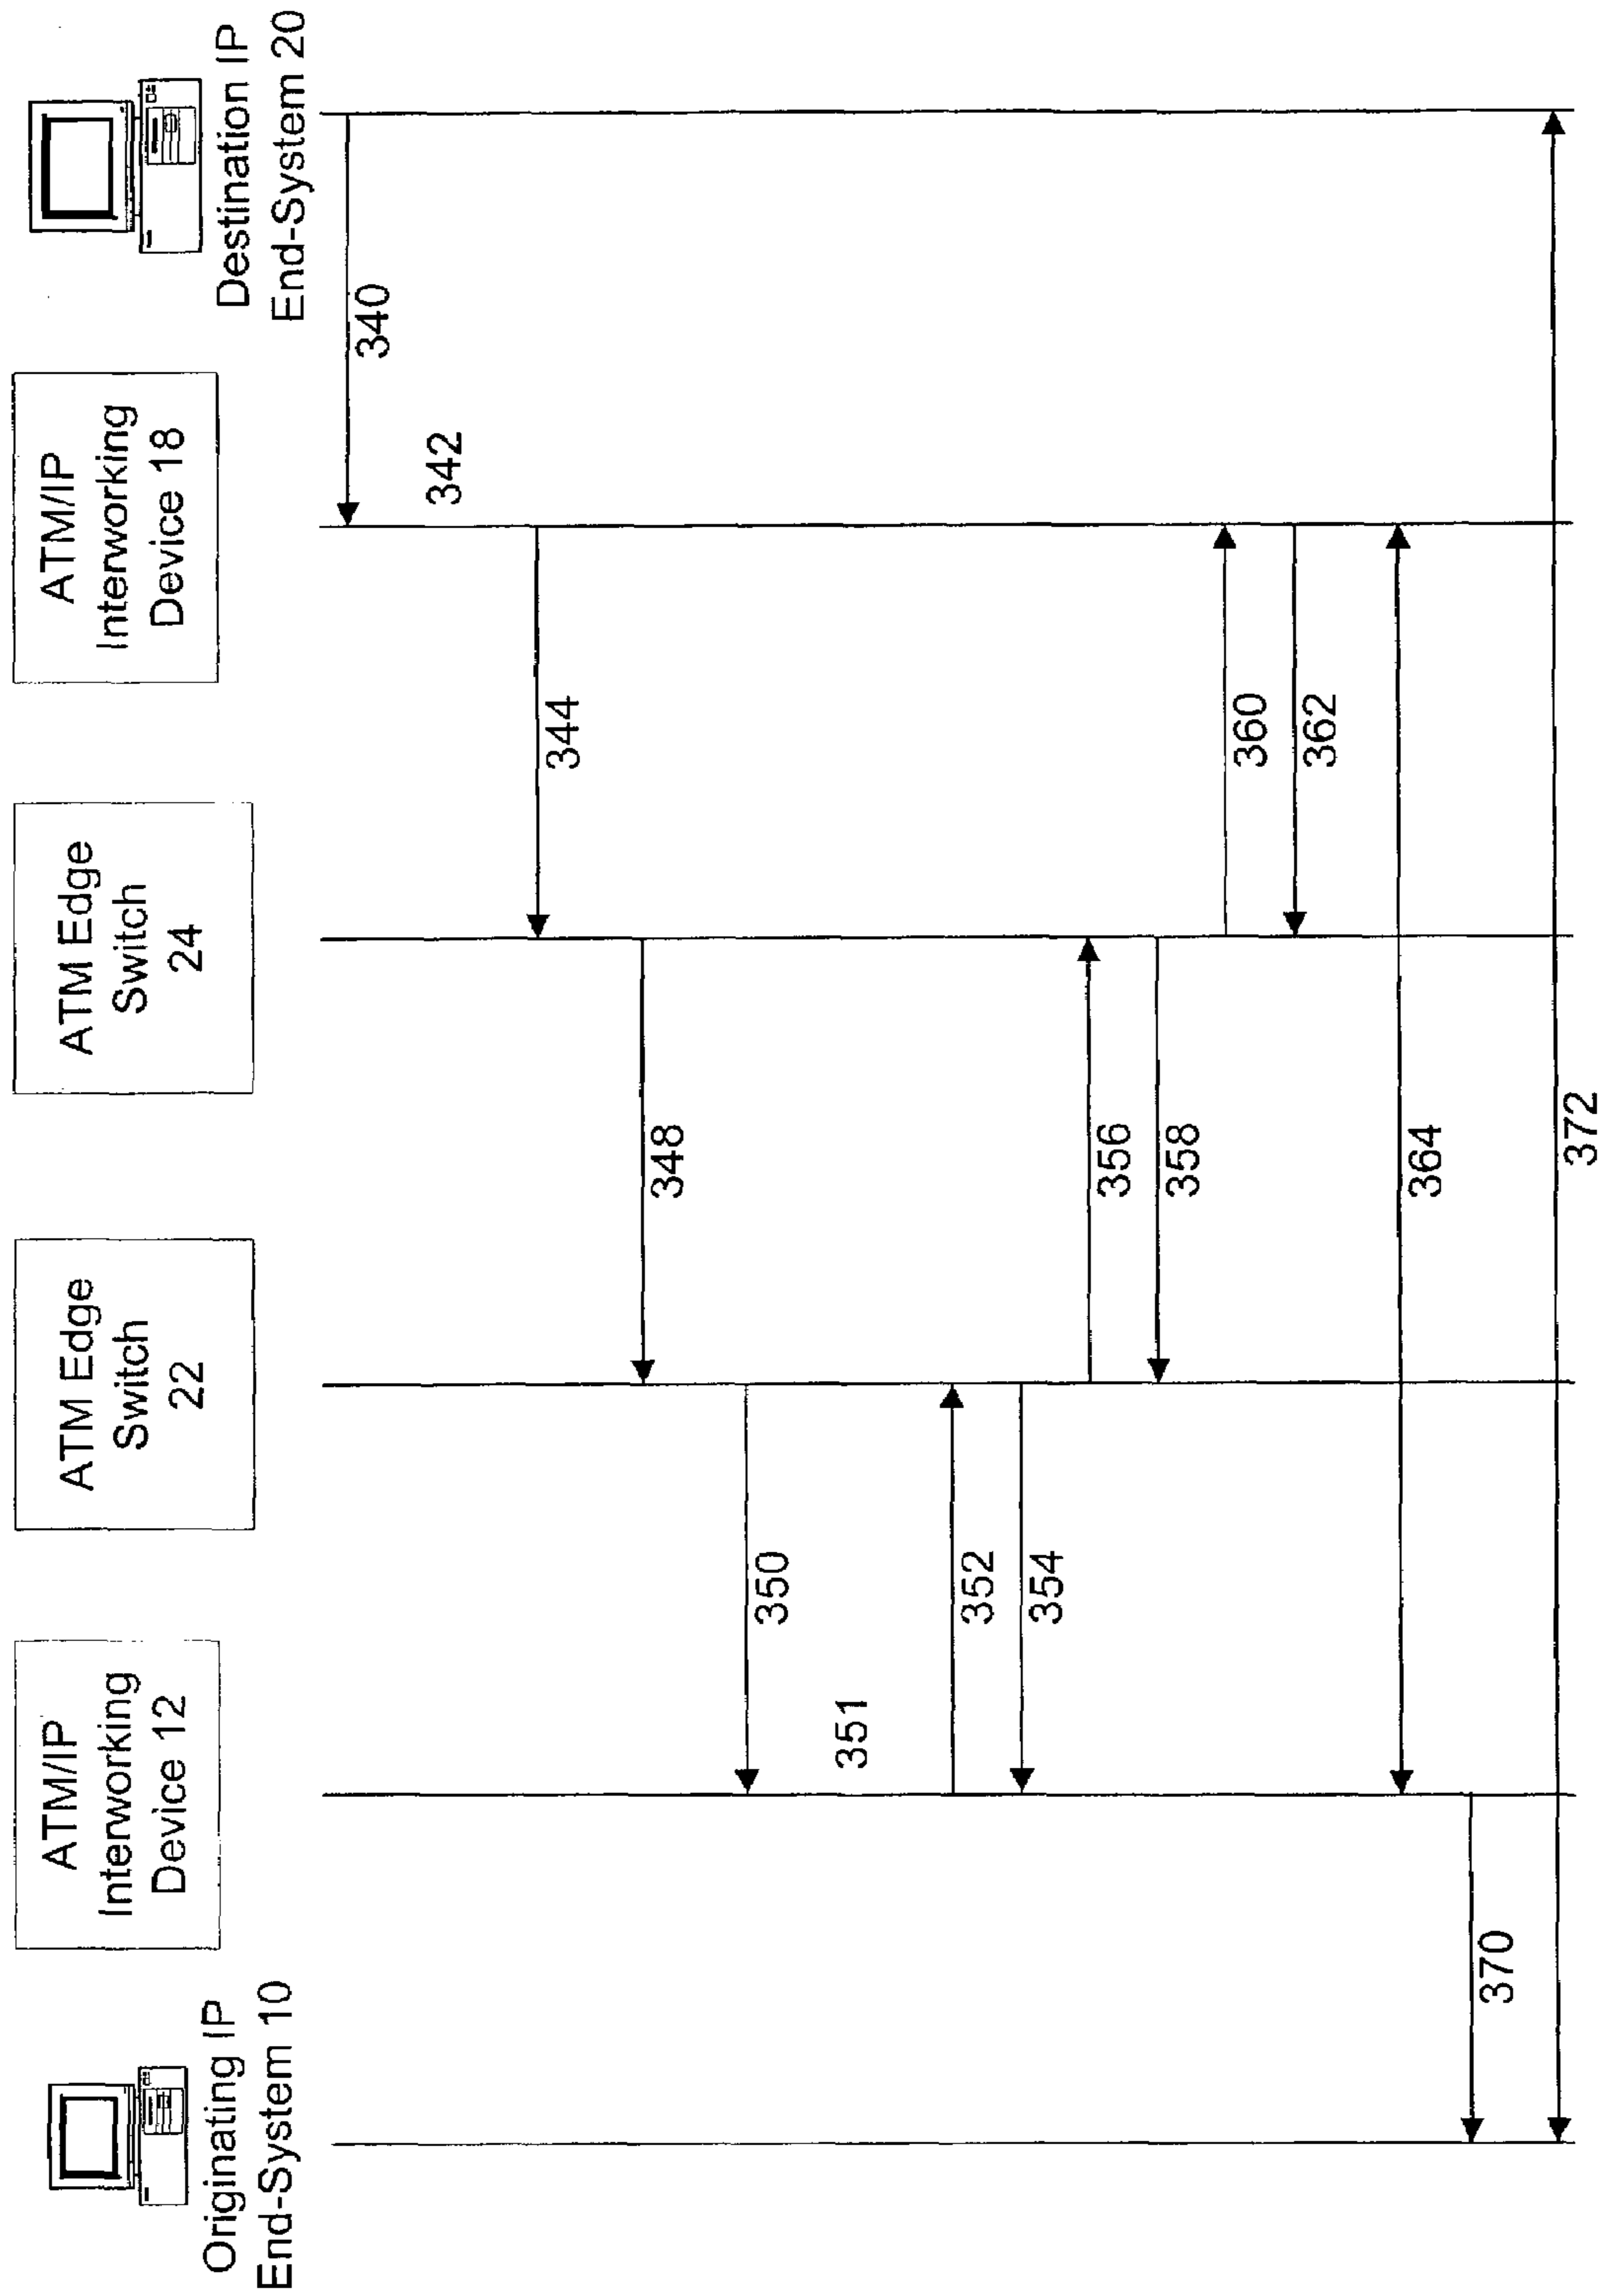 Originating IP
End-System 10
ATM/IP
Interworking
Device 12
ATM Edge
Switch
22
ATM Edge
Switch
24
ATM/IP
Interworking
Device 18
Destination IP
End-System 20
340
342
344
348
350
351
352
354
356
358
360
362
364
370
372